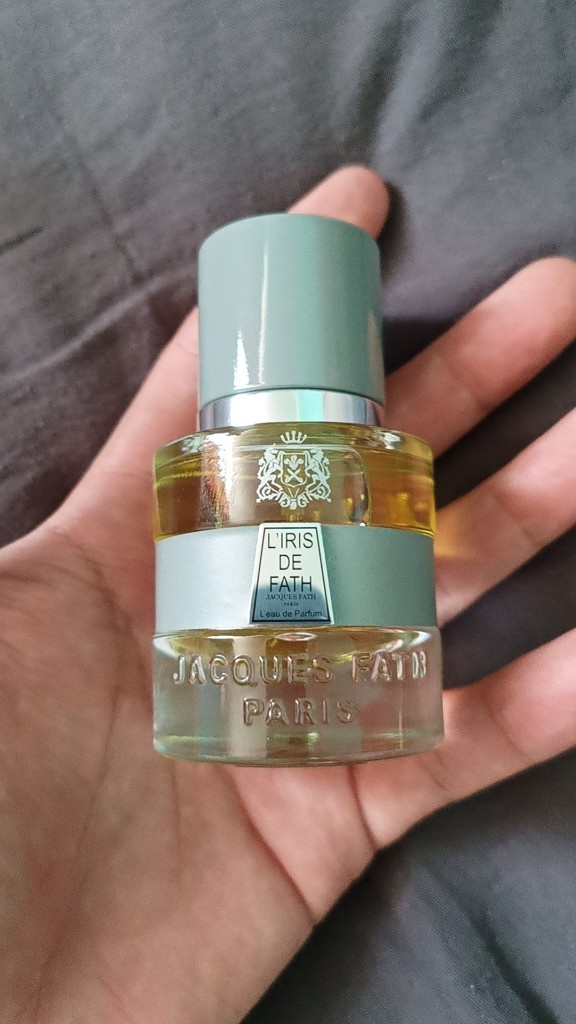 L'IRIS
DE
FATH
JACQUES FATH
PARIS
L'eau de Parfum
JACQUES FATH
PARIS